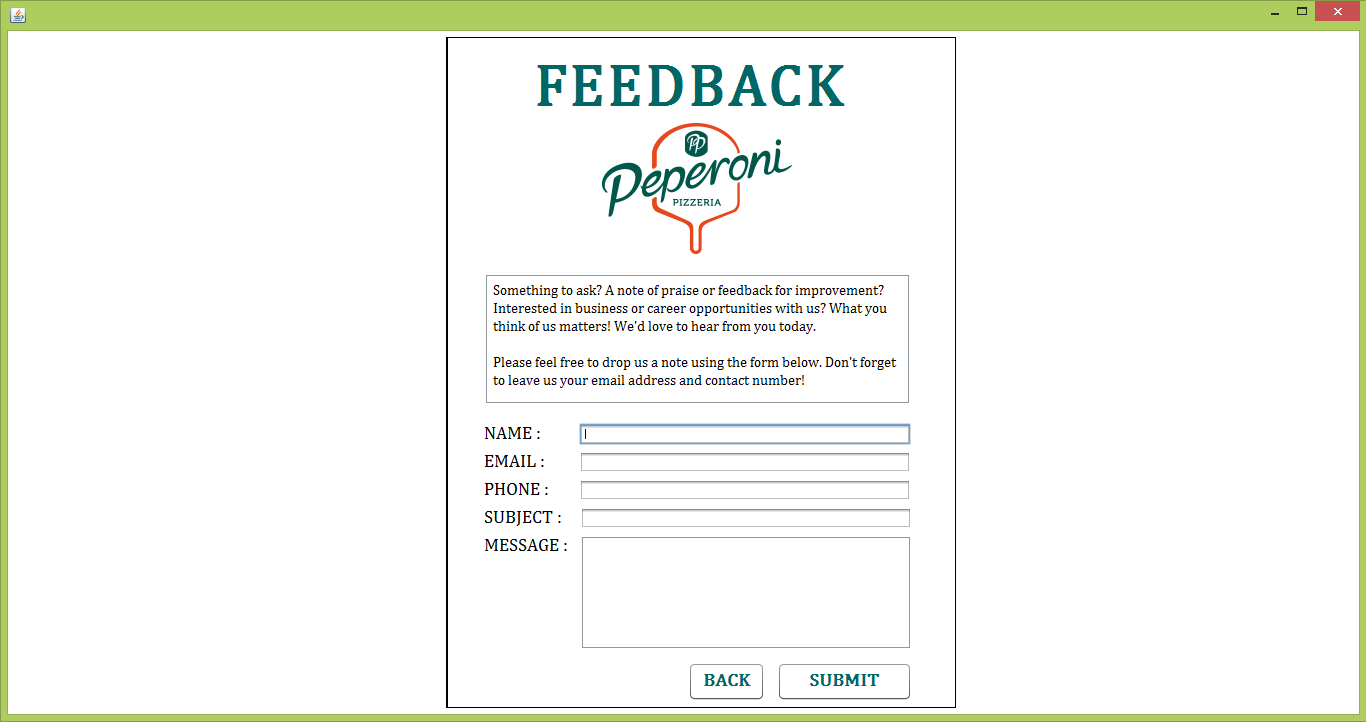 FEEDBACK
PP
Peperoni
PIZZERIA
Something to ask? A note of praise or feedback for improvement?
Interested in business or career opportunities with us? What you
think of us matters! We'd love to hear from you today.
Please feel free to drop us a note using the form below. Don't forget
to leave us your email address and contact number!
NAME :
EMAIL :
PHONE :
SUBJECT :
MESSAGE :
BACK SUBMIT